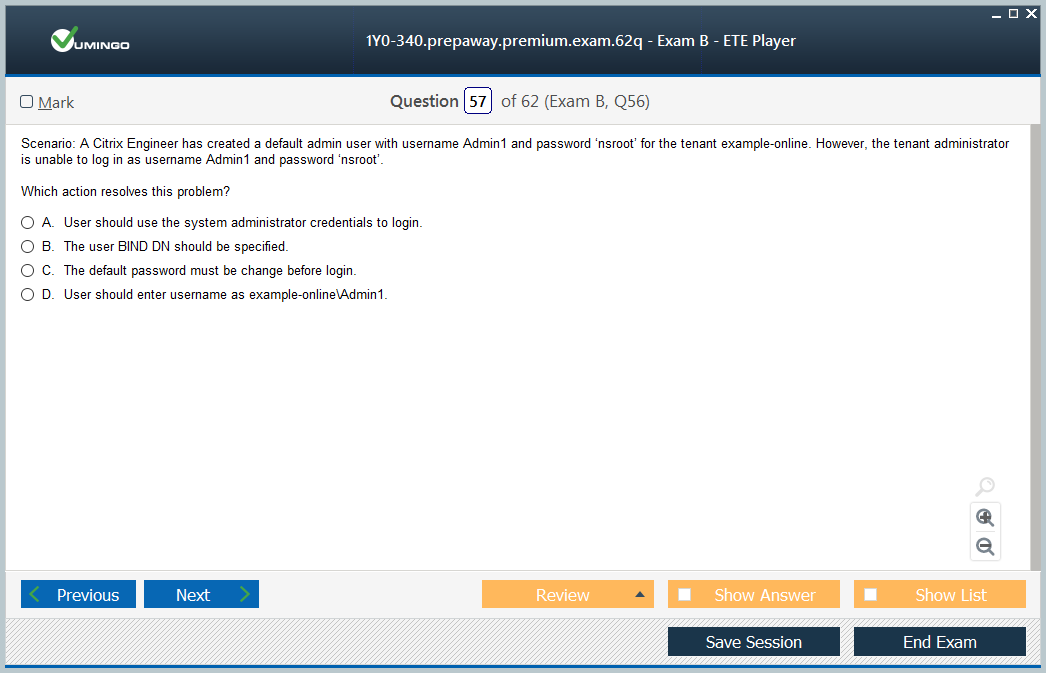 VUMINGO
1Y0-340.prepaway.premium.exam.62q - Exam B - ETE Player
Mark
Question 57 of 62 (Exam B, Q56)
Scenario: A Citrix Engineer has created a default admin user with username Admin1 and password ‘nsroot’ for the tenant example-online. However, the tenant administrator
is unable to log in as username Admin1 and password ‘nsroot’.
Which action resolves this problem?
A. User should use the system administrator credentials to login.
B. The user BIND DN should be specified.
C. The default password must be change before login.
D. User should enter username as example-online\Admin1.
Previous
Next
Review
Show Answer
Show List
Save Session
End Exam